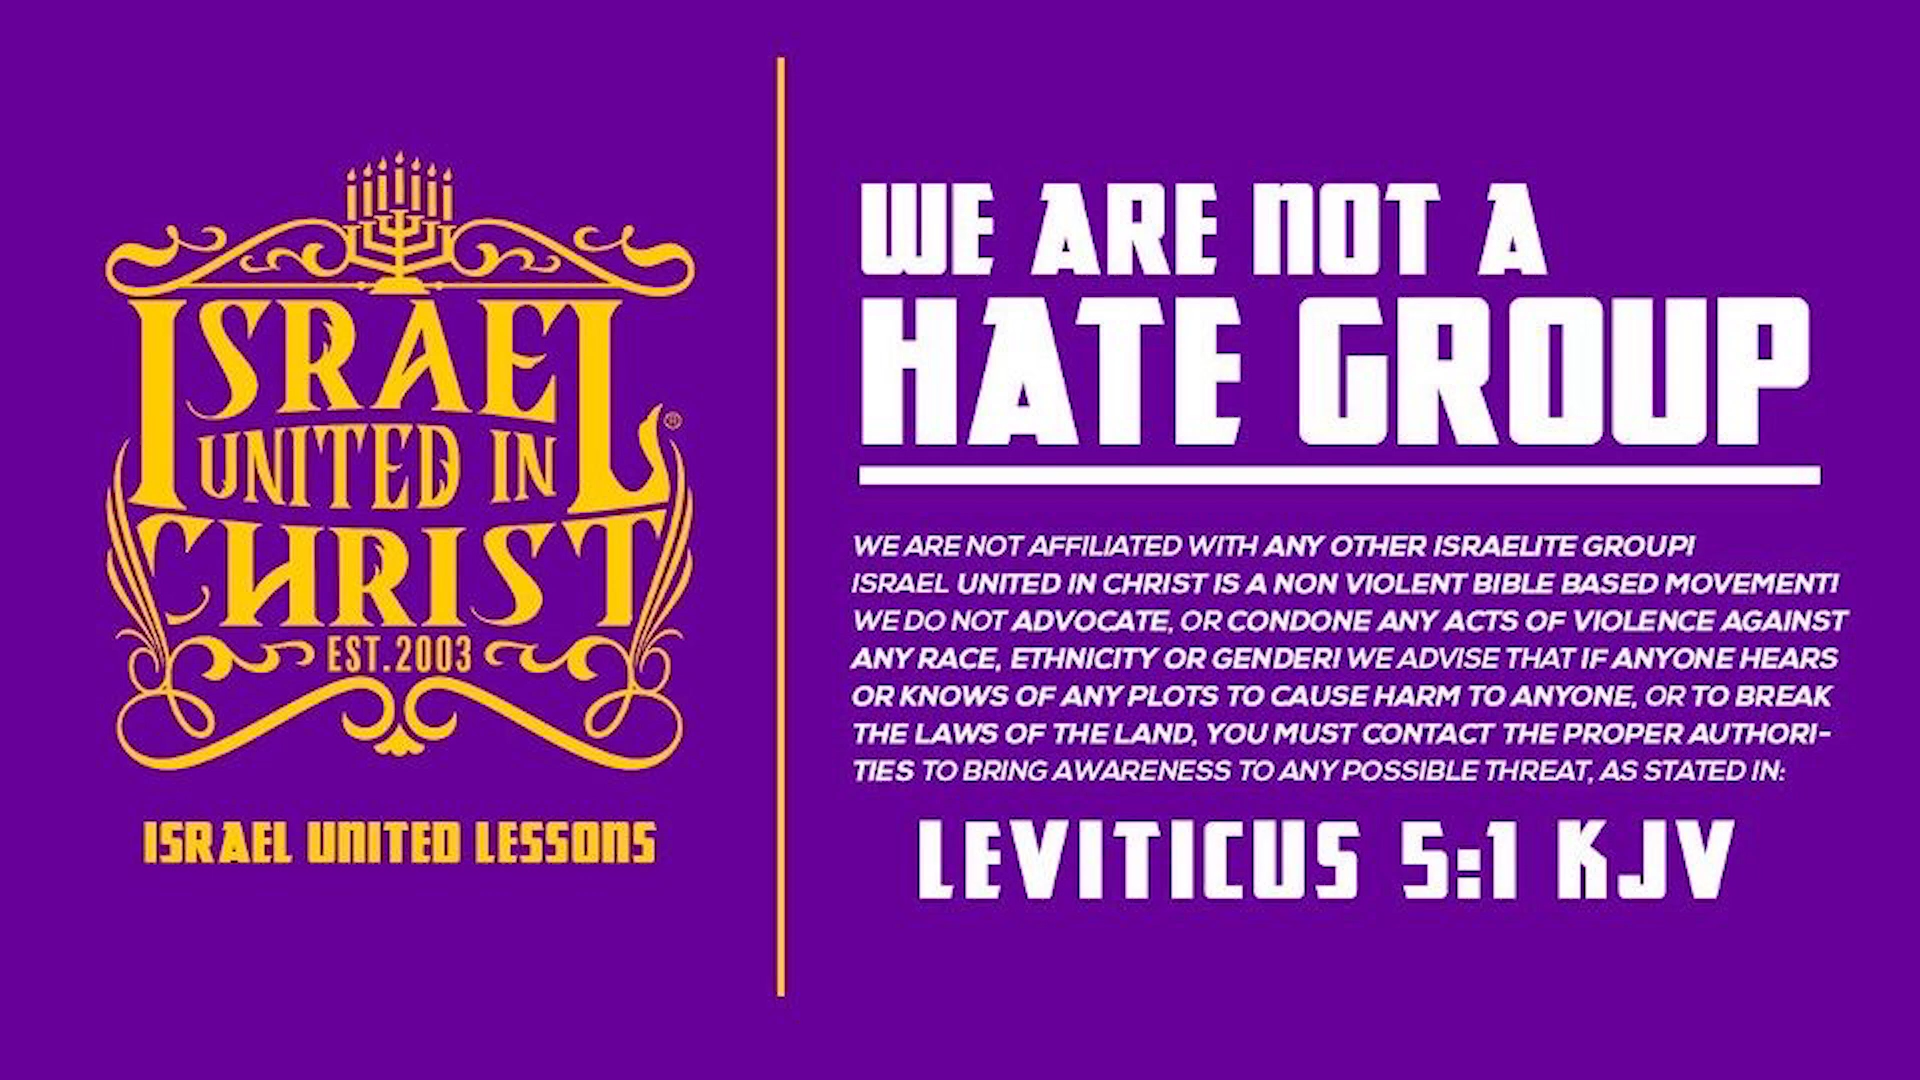 ISRAEL
UNITED IN
CHRIST
®
EST.2003
ISRAEL UNITED LESSONS
WE ARE NOT A
HATE GROUP
WE ARE NOT AFFILIATED WITH ANY OTHER ISRAELITE GROUP!
ISRAEL UNITED IN CHRIST IS A NON VIOLENT BIBLE BASED MOVEMENT!
WE DO NOT ADVOCATE, OR CONDONE ANY ACTS OF VIOLENCE AGAINST
ANY RACE, ETHNICITY OR GENDER! WE ADVISE THAT IF ANYONE HEARS
OR KNOWS OF ANY PLOTS TO CAUSE HARM TO ANYONE, OR TO BREAK
THE LAWS OF THE LAND, YOU MUST CONTACT THE PROPER AUTHORI-
TIES TO BRING AWARENESS TO ANY POSSIBLE THREAT, AS STATED IN:
LEVITICUS 5:1 KJV